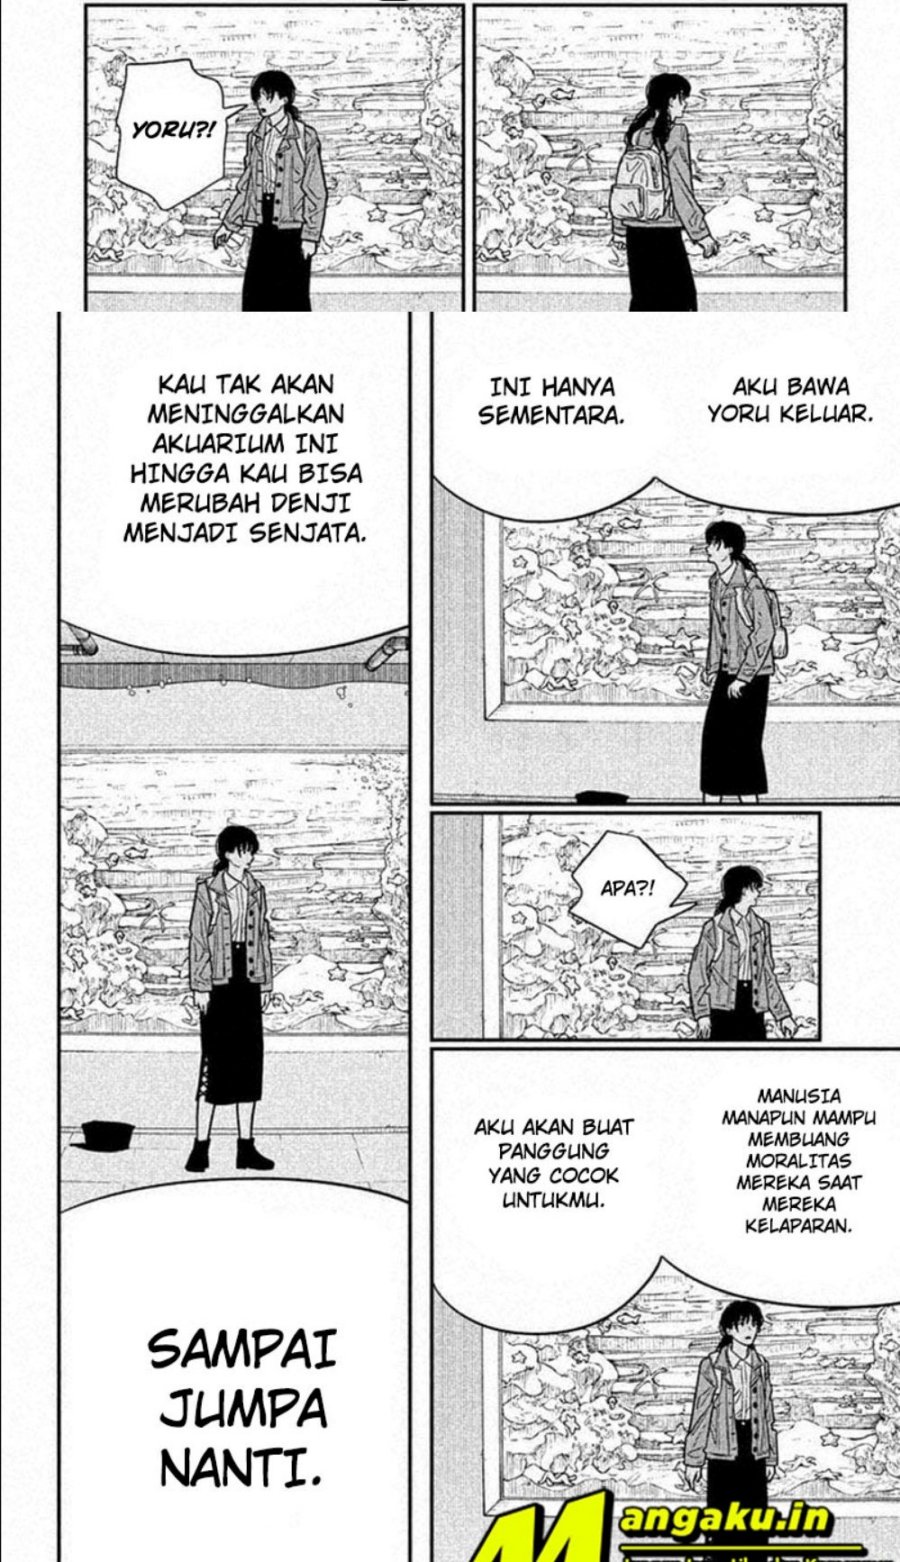 YORU?!
AKU BAWA
YORU KELUAR.
INI HANYA
SEMENTARA.
APA?!
MANUSIA
MANAPUN MAMPU
MEMBUANG
MORALITAS
MEREKA SAAT
MEREKA
KELAPARAN.
AKU AKAN BUAT
PANGGUNG
YANG COCOK
UNTUKMU.
KAU TAK AKAN
MENINGGALKAN
AKUARIUM INI
HINGGA KAU BISA
MERUBAH DENJI
MENJADI SENJATA.
SAMPAI
JUMPA
NANTI.
Mangaku.in